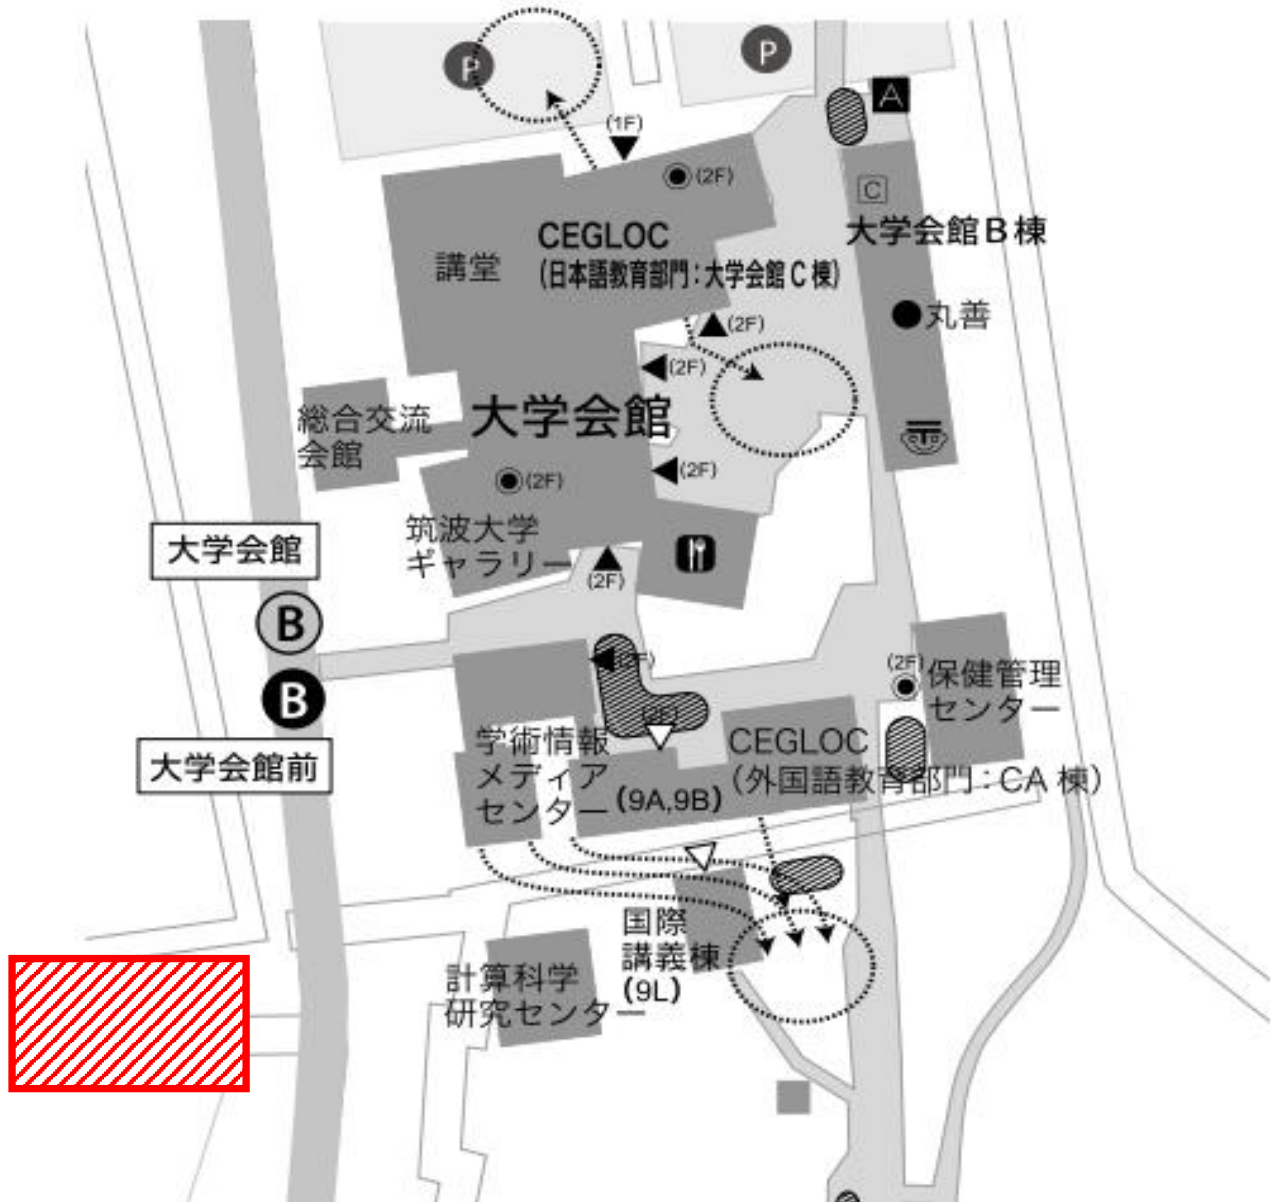 P
P
A
(1F)
(2F)
C
CEGLOC
(日本語教育部門：大学会館C棟)
講堂
大学会館B棟
丸善
(2F)
(2F)
大学会館
総合交流
会館
(2F)
(2F)
筑波大学
ギャラリー
(2F)
大学会館
B
B
大学会館前
(2F)
保健管理
センター
学術情報
メディア
センター(9A,9B)
CEGLOC
(外国語教育部門：CA棟)
国際
講義棟
(9L)
計算科学
研究センター